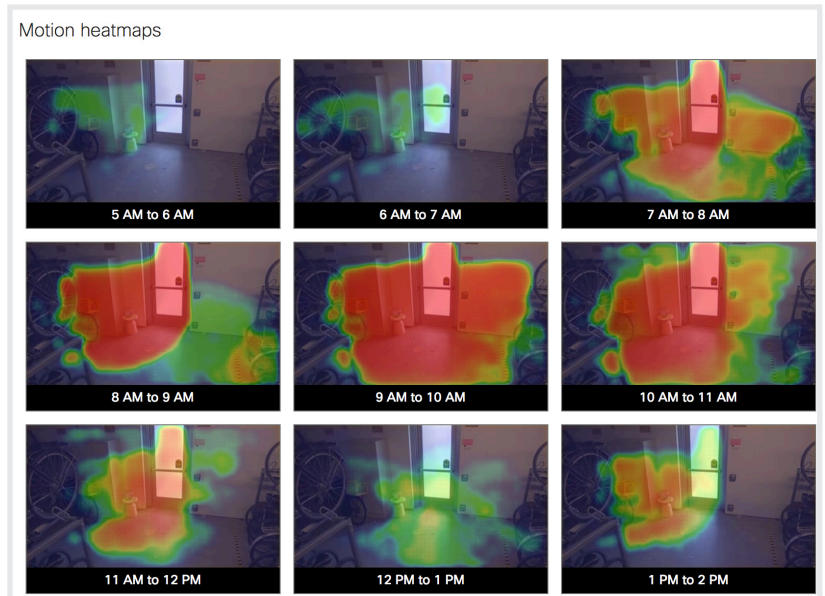 Motion heatmaps
5 AM to 6 AM
6 AM to 7 AM
7 AM to 8 AM
8 AM to 9 AM
9 AM to 10 AM
10 AM to 11 AM
11 AM to 12 PM
12 PM to 1 PM
1 PM to 2 PM